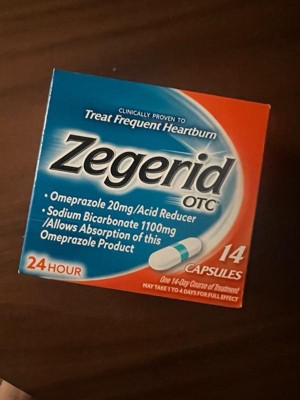 CLINICALLY PROVEN TO
Treat Frequent Heartburn
Zegerid
OTC
• Omeprazole 20mg/Acid Reducer
• Sodium Bicarbonate 1100mg
/Allows Absorption of this
Omeprazole Product
24 HOUR
14
CAPSULES
One 14-Day Course of Treatment
MAY TAKE 1 TO 4 DAYS FOR FULL EFFECT